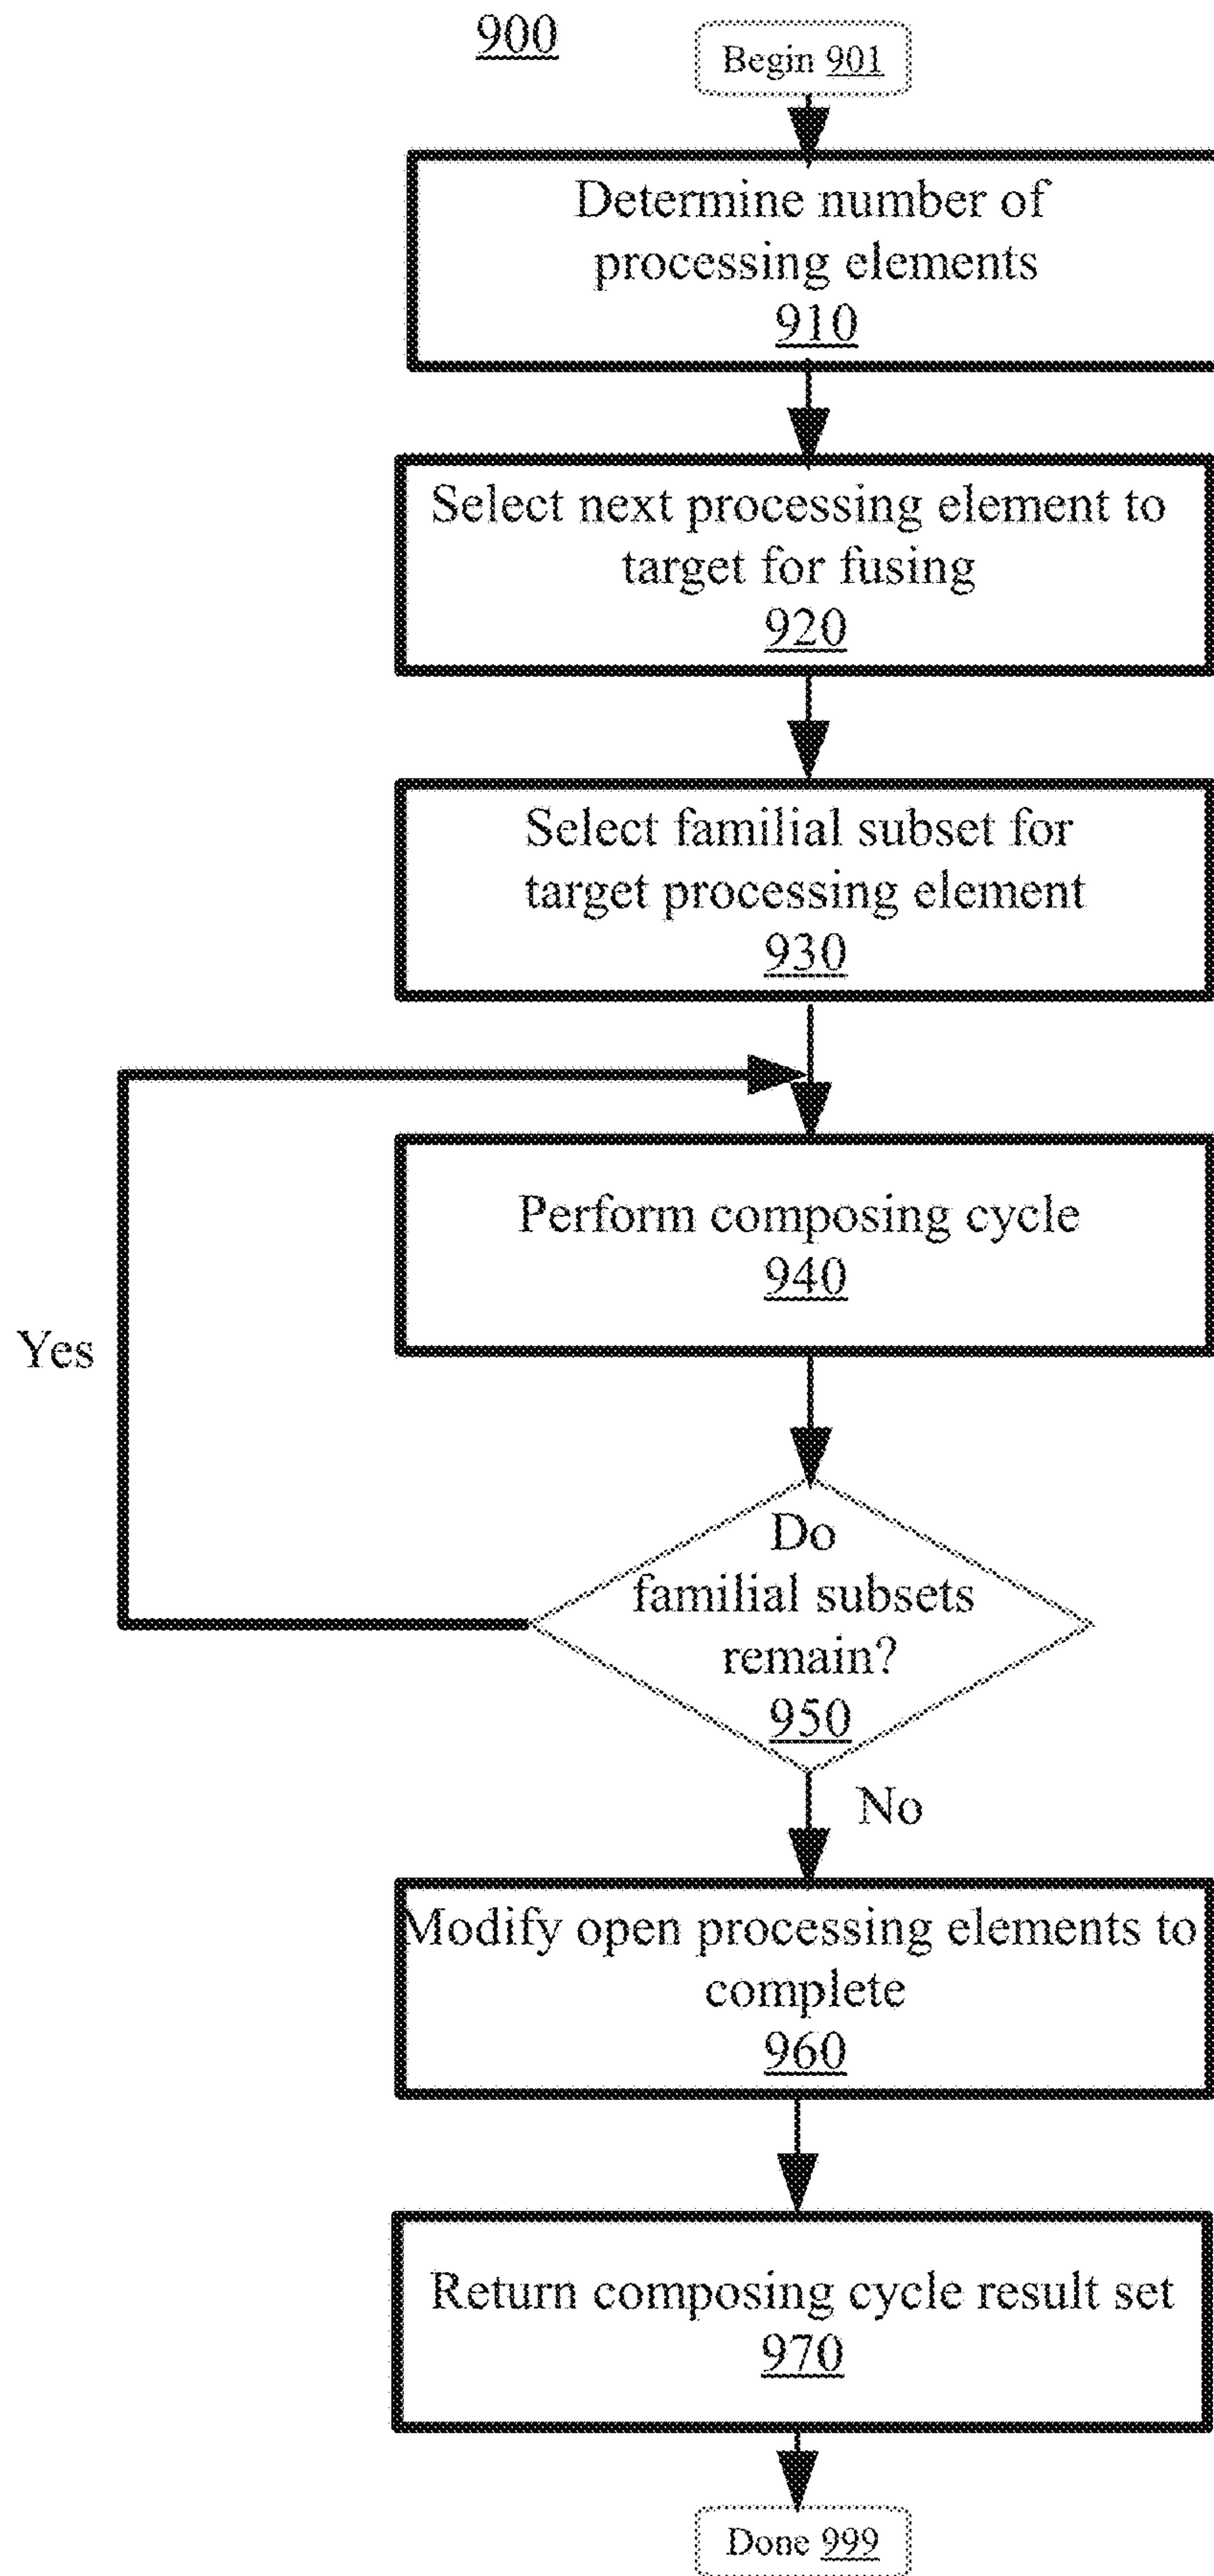 900
Begin 901
Determine number of
processing elements
910
Select next processing element to
target for fusing
920
Select familial subset for
target processing element
930
Perform composing cycle
940
Yes
Do
familial subsets
remain?
950
No
Modify open processing elements to
complete
960
Return composing cycle result set
970
Done 999